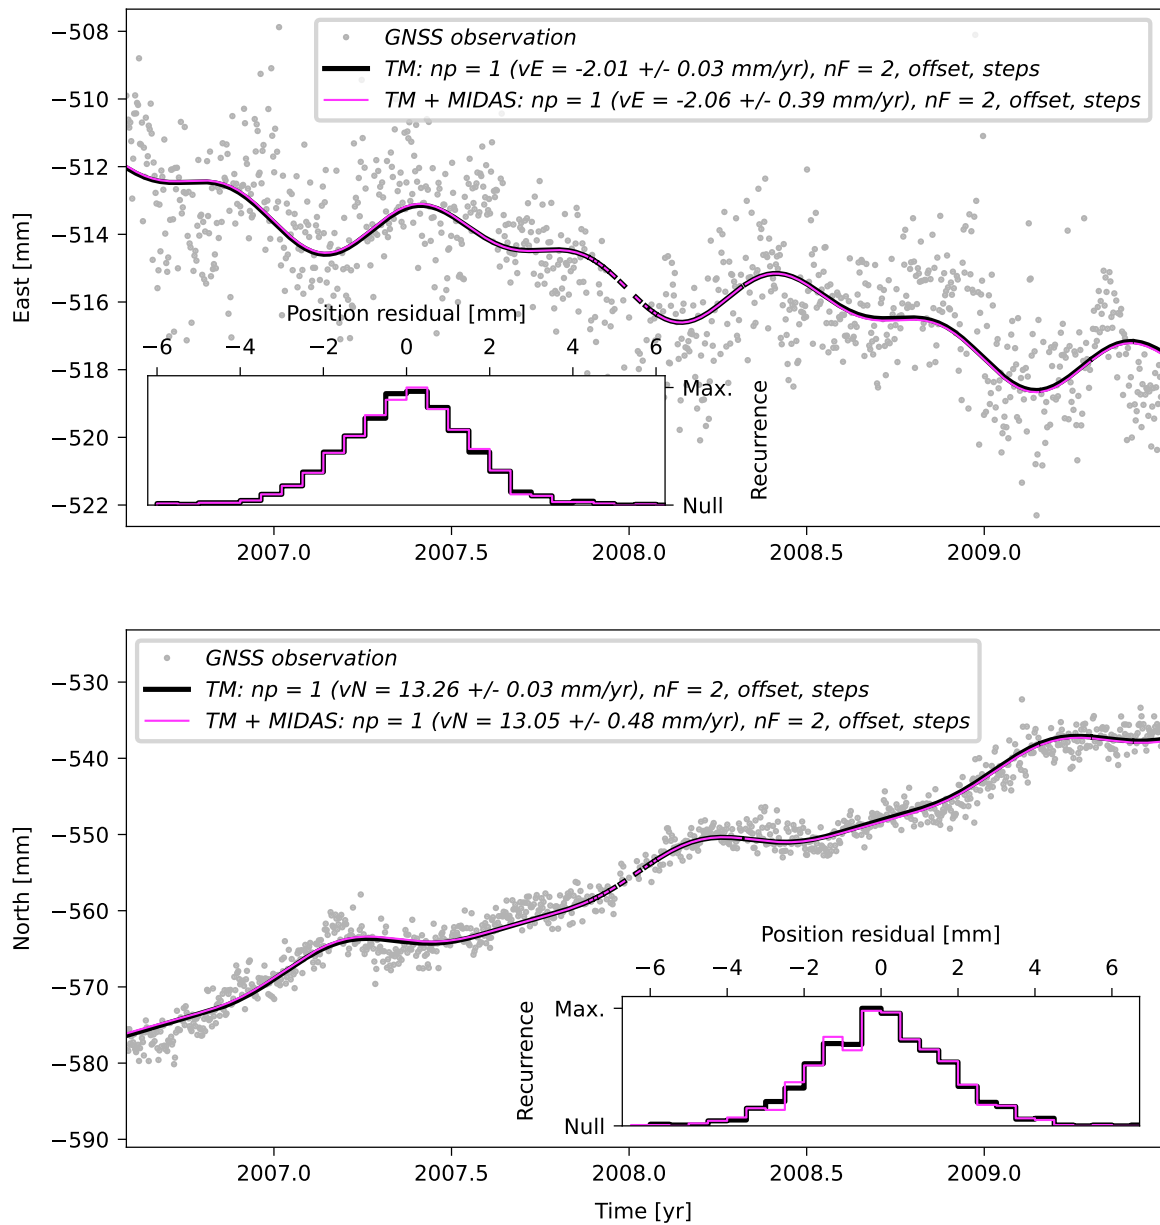 GNSS observation
TM: np = 1 (vE = -2.01 +/- 0.03 mm/yr), nF = 2, offset, steps
TM + MIDAS: np = 1 (vE = -2.06 +/- 0.39 mm/yr), nF = 2, offset, steps
East [mm]
−508
−510
−512
−514
−516
−518
−520
−522
Position residual [mm]
−6 −4 −2 0 2 4 6
Max.
Null
Recurrence
2007.0 2007.5 2008.0 2008.5 2009.0
GNSS observation
TM: np = 1 (vN = 13.26 +/- 0.03 mm/yr), nF = 2, offset, steps
TM + MIDAS: np = 1 (vN = 13.05 +/- 0.48 mm/yr), nF = 2, offset, steps
North [mm]
−530
−540
−550
−560
−570
−580
−590
Position residual [mm]
−6 −4 −2 0 2 4 6
Recurrence
Max.
Null
2007.0 2007.5 2008.0 2008.5 2009.0
Time [yr]